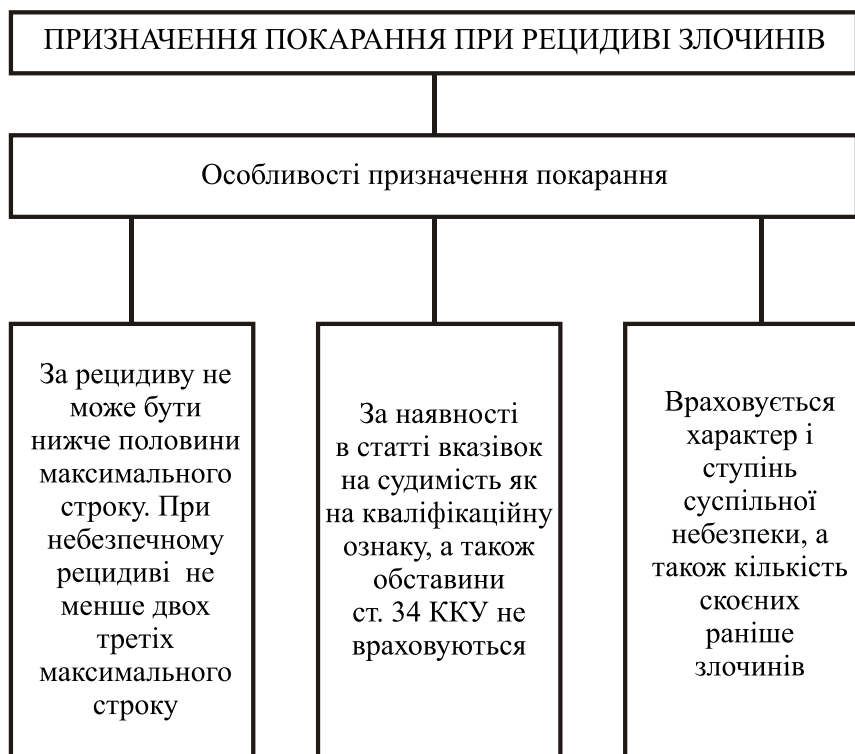 ПРИЗНАЧЕННЯ ПОКАРАННЯ ПРИ РЕЦИДИВІ ЗЛОЧИНІВ
Особливості призначення покарання
За рецидиву не
може бути
нижче половини
максимального
строку. При
небезпечному
рецидиві не
менше двох
третіх
максимального
строку
За наявності
в статті вказівок
на судимість як
на кваліфікаційну
ознаку, а також
обставини
ст. 34 ККУ не
враховуються
Враховується
характер і
ступінь
суспільної
небезпеки, а
також кількість
скоєних
раніше
злочинів